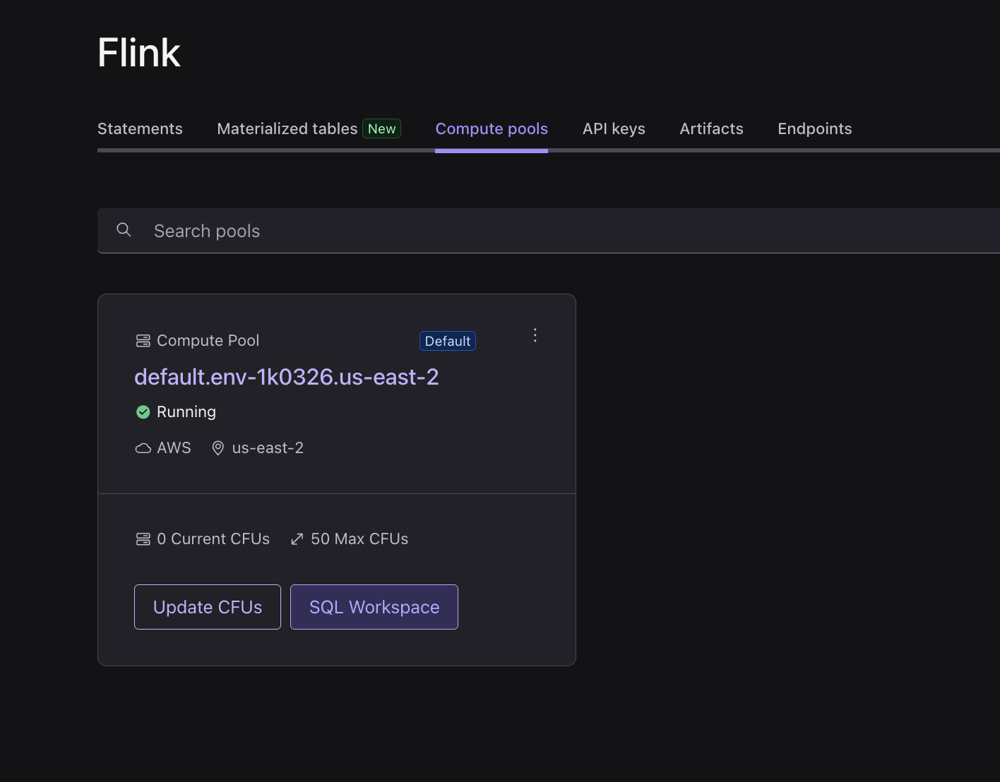 Flink
Statements Materialized tables New Compute pools API keys Artifacts Endpoints
Search pools
Compute Pool Default
default.env-1k0326.us-east-2
Running
AWS us-east-2
0 Current CFUs 50 Max CFUs
Update CFUs SQL Workspace